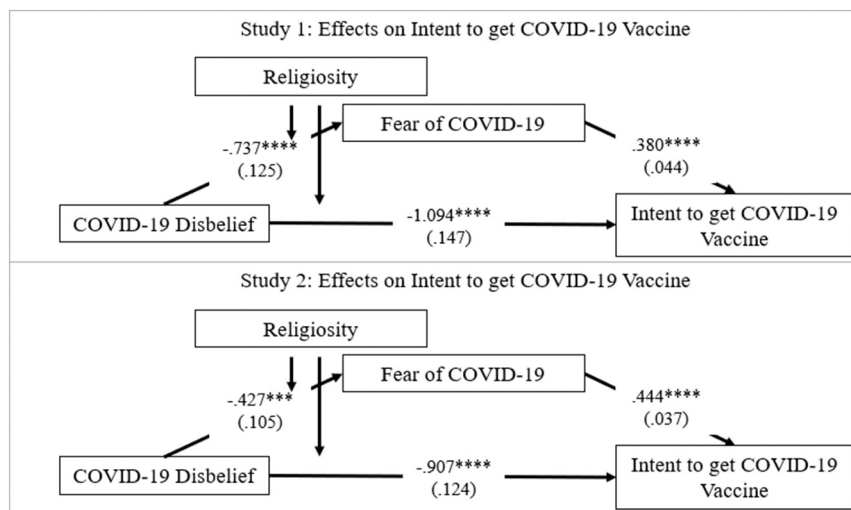 Study 1: Effects on Intent to get COVID-19 Vaccine
Religiosity
Fear of COVID-19
-.737****
(.125)
.380****
(.044)
COVID-19 Disbelief
-1.094****
(.147)
Intent to get COVID-19
Vaccine
Study 2: Effects on Intent to get COVID-19 Vaccine
Religiosity
Fear of COVID-19
-.427***
(.105)
.444****
(.037)
COVID-19 Disbelief
-.907****
(.124)
Intent to get COVID-19
Vaccine